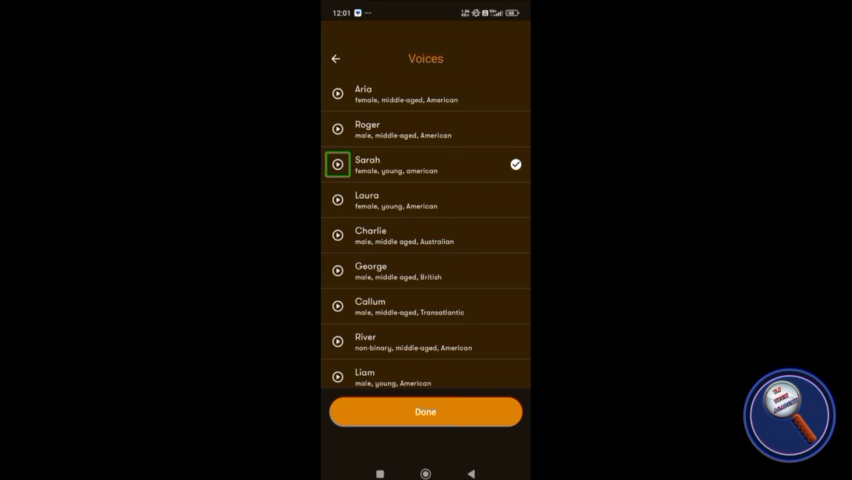 12:01
Voices
Aria
female, middle-aged, American
Roger
male, middle-aged, American
Sarah
female, young, american
Laura
female, young, American
Charlie
male, middle aged, Australian
George
male, middle aged, British
Callum
male, middle-aged, Transatlantic
River
non-binary, middle-aged, American
Liam
male, young, American
Done